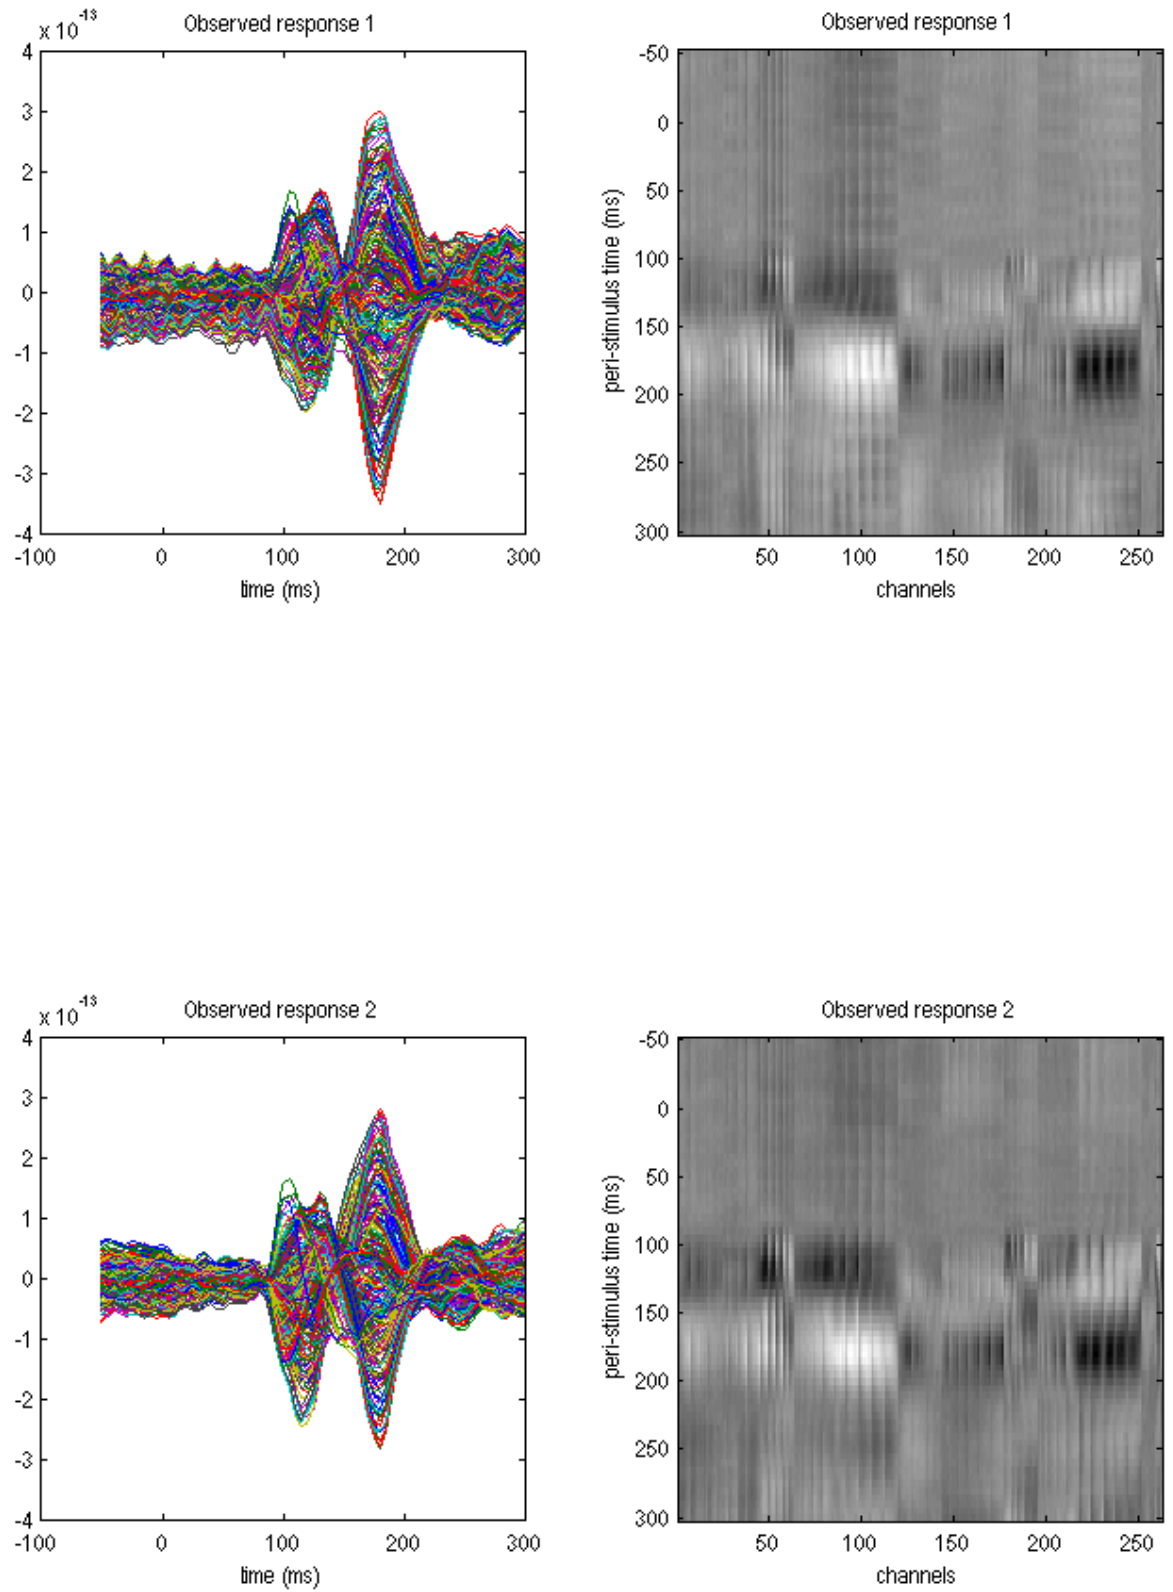 x 10^-13
Observed response 1
4
3
2
1
0
-1
-2
-3
-4
-100 0 100 200 300
time (ms)
Observed response 1
-50
0
50
100
150
200
250
300
peri-stimulus time (ms)
50 100 150 200 250
channels
x 10^-13
Observed response 2
4
3
2
1
0
-1
-2
-3
-4
-100 0 100 200 300
time (ms)
Observed response 2
-50
0
50
100
150
200
250
300
peri-stimulus time (ms)
50 100 150 200 250
channels